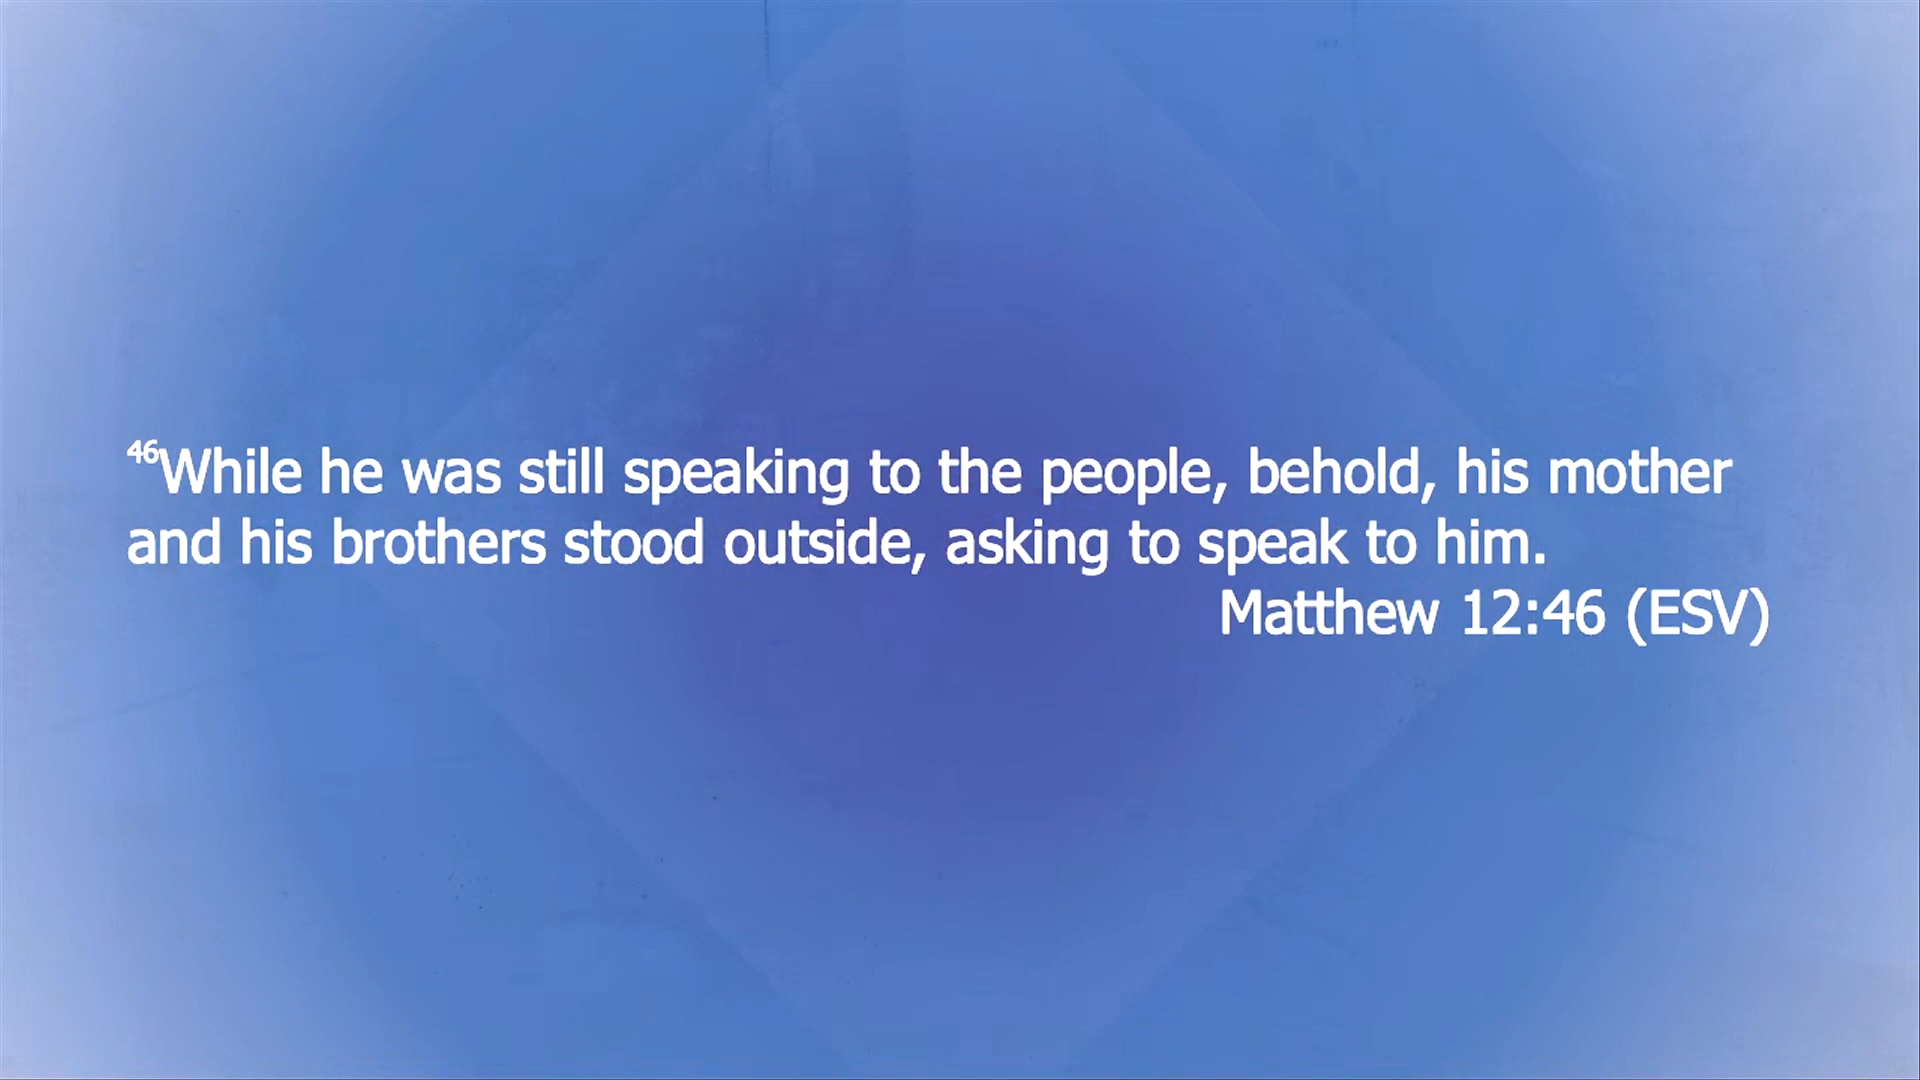 46While he was still speaking to the people, behold, his mother
and his brothers stood outside, asking to speak to him.
Matthew 12:46 (ESV)